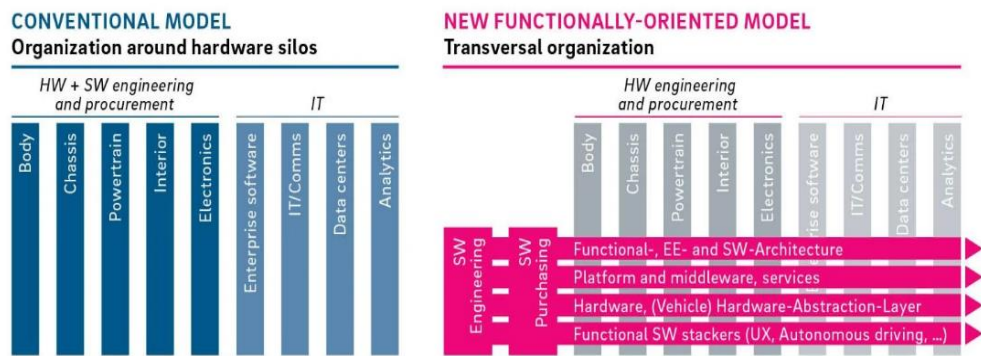 CONVENTIONAL MODEL
Organization around hardware silos
HW + SW engineering
and procurement
IT
Body
Chassis
Powertrain
Interior
Electronics
Enterprise software
IT/Comms
Data centers
Analytics
NEW FUNCTIONALLY-ORIENTED MODEL
Transversal organization
HW engineering
and procurement
IT
Body
Chassis
Powertrain
Interior
Electronics
software
IT/Comms
Data centers
Analytics
SW
Engineering
SW
Purchasing
Functional-, EE- and SW-Architecture
Platform and middleware, services
Hardware, (Vehicle) Hardware-Abstraction-Layer
Functional SW stackers (UX, Autonomous driving, ...)